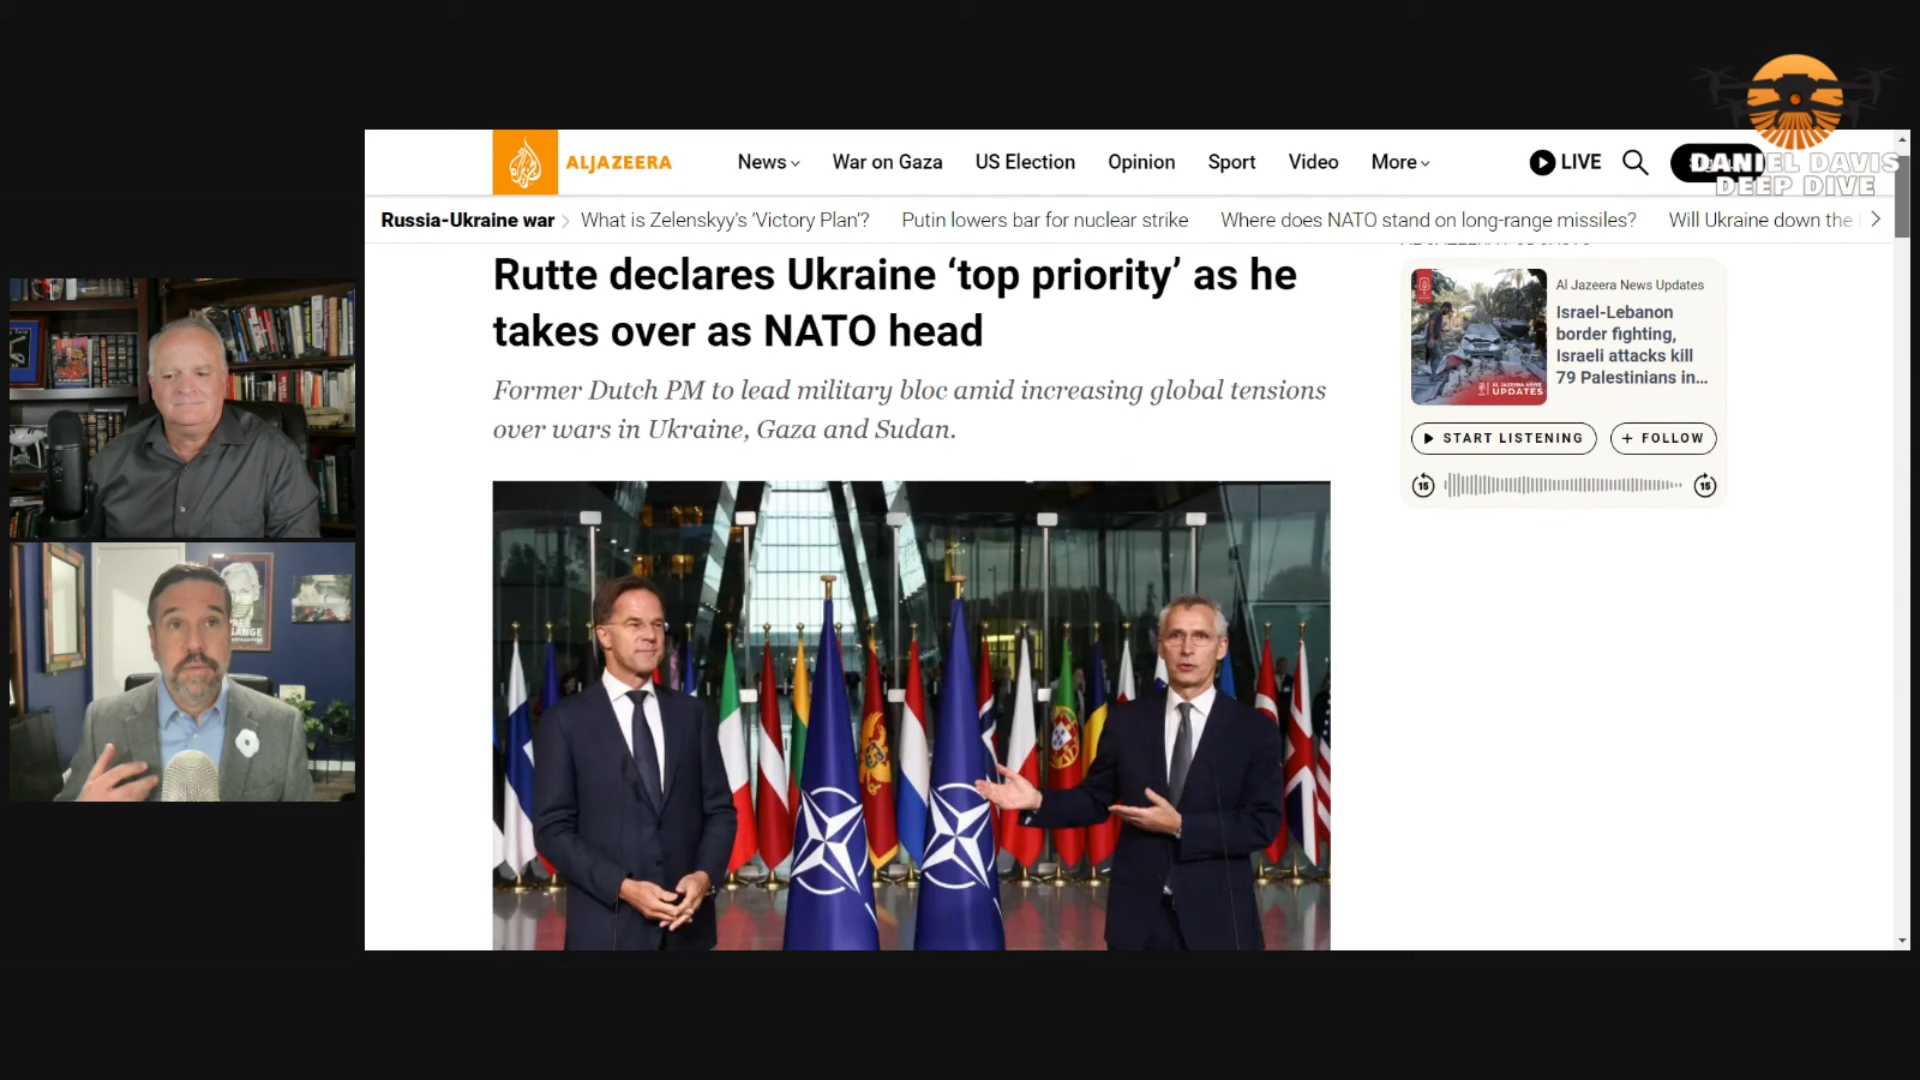 ALJAZEERA
News
War on Gaza
US Election
Opinion
Sport
Video
More
LIVE
DANIEL DAVIS
DEEP DIVE
Russia-Ukraine war
What is Zelenskyy's 'Victory Plan'?
Putin lowers bar for nuclear strike
Where does NATO stand on long-range missiles?
Will Ukraine down the
Rutte declares Ukraine ‘top priority’ as he
takes over as NATO head
Former Dutch PM to lead military bloc amid increasing global tensions
over wars in Ukraine, Gaza and Sudan.
Al Jazeera News Updates
Israel-Lebanon
border fighting,
Israeli attacks kill
79 Palestinians in...
AL JAZEERA NEWS
UPDATES
START LISTENING
+ FOLLOW
15
15